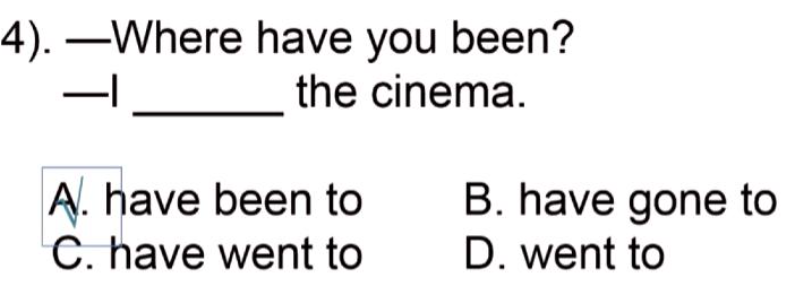 4). —Where have you been?
—I ______ the cinema.
A. have been to B. have gone to
C. have went to D. went to